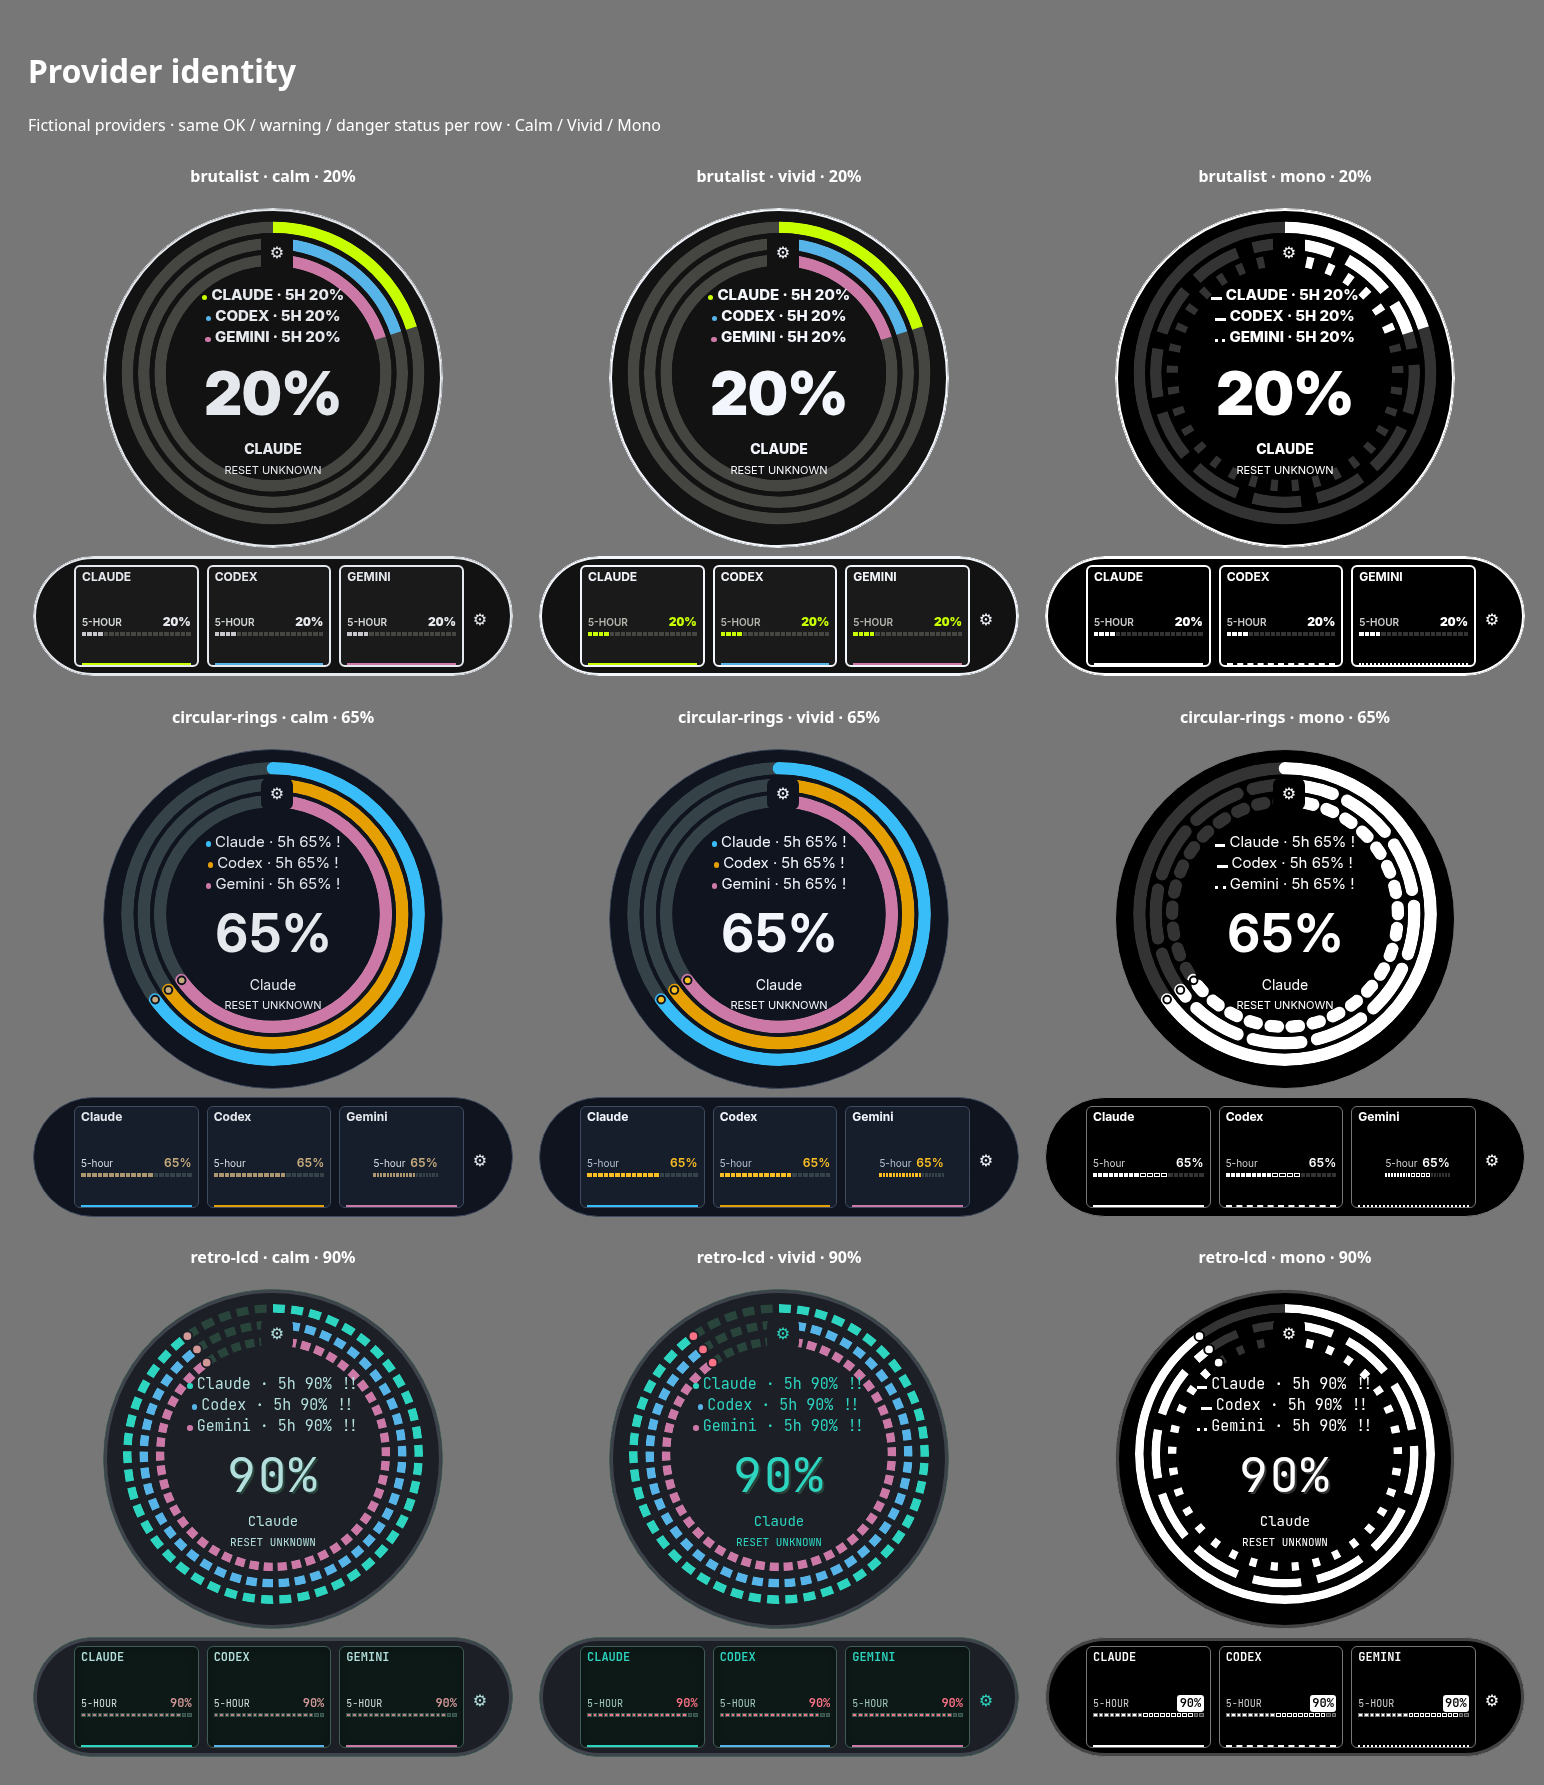 Provider identity
Fictional providers · same OK / warning / danger status per row · Calm / Vivid / Mono
brutalist · calm · 20%
brutalist · vivid · 20%
brutalist · mono · 20%
CLAUDE · 5H 20%
CODEX · 5H 20%
GEMINI · 5H 20%
20%
CLAUDE
RESET UNKNOWN
CLAUDE · 5H 20%
CODEX · 5H 20%
GEMINI · 5H 20%
20%
CLAUDE
RESET UNKNOWN
CLAUDE · 5H 20%
CODEX · 5H 20%
GEMINI · 5H 20%
20%
CLAUDE
RESET UNKNOWN
CLAUDE CODEX GEMINI
5-HOUR 20% 5-HOUR 20% 5-HOUR 20%
CLAUDE CODEX GEMINI
5-HOUR 20% 5-HOUR 20% 5-HOUR 20%
CLAUDE CODEX GEMINI
5-HOUR 20% 5-HOUR 20% 5-HOUR 20%
circular-rings · calm · 65%
circular-rings · vivid · 65%
circular-rings · mono · 65%
Claude · 5h 65% !
Codex · 5h 65% !
Gemini · 5h 65% !
65%
Claude
RESET UNKNOWN
Claude · 5h 65% !
Codex · 5h 65% !
Gemini · 5h 65% !
65%
Claude
RESET UNKNOWN
Claude · 5h 65% !
Codex · 5h 65% !
Gemini · 5h 65% !
65%
Claude
RESET UNKNOWN
Claude Codex Gemini
5-hour 65% 5-hour 65% 5-hour 65%
Claude Codex Gemini
5-hour 65% 5-hour 65% 5-hour 65%
Claude Codex Gemini
5-hour 65% 5-hour 65% 5-hour 65%
retro-lcd · calm · 90%
retro-lcd · vivid · 90%
retro-lcd · mono · 90%
Claude · 5h 90% !!
Codex · 5h 90% !!
Gemini · 5h 90% !!
90%
Claude
RESET UNKNOWN
Claude · 5h 90% !!
Codex · 5h 90% !!
Gemini · 5h 90% !!
90%
Claude
RESET UNKNOWN
Claude · 5h 90% !!
Codex · 5h 90% !!
Gemini · 5h 90% !!
90%
Claude
RESET UNKNOWN
CLAUDE CODEX GEMINI
5-HOUR 90% 5-HOUR 90% 5-HOUR 90%
CLAUDE CODEX GEMINI
5-HOUR 90% 5-HOUR 90% 5-HOUR 90%
CLAUDE CODEX GEMINI
5-HOUR 90% 5-HOUR 90% 5-HOUR 90%